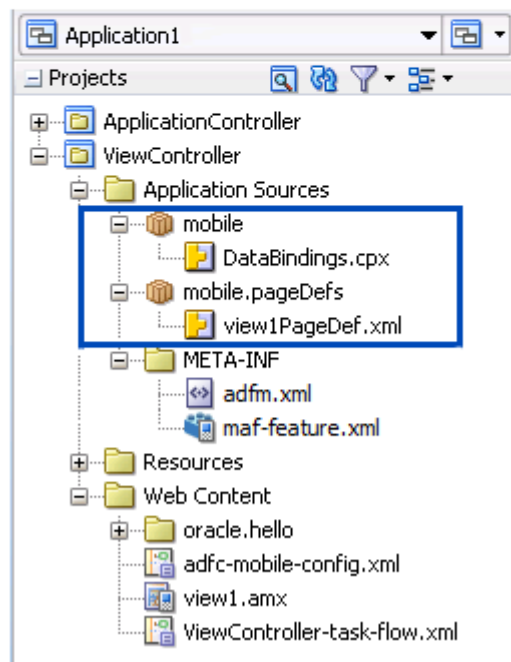 Application1
Projects
ApplicationController
ViewController
Application Sources
mobile
DataBindings.cpx
mobile.pageDefs
view1PageDef.xml
META-INF
adfm.xml
maf-feature.xml
Resources
Web Content
oracle.hello
adfc-mobile-config.xml
view1.amx
ViewController-task-flow.xml